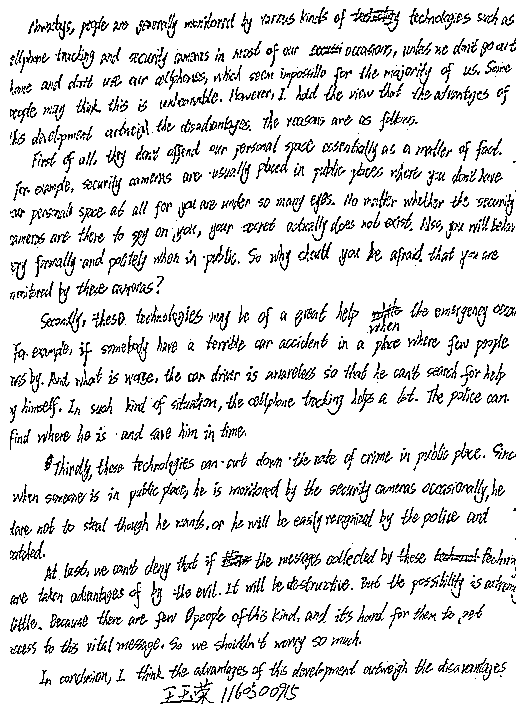 Nowadays, people are generally monitored by various kinds of technologies such as
cellphone tracking and security cameras in most of our occasions, unless we don't go out
home and don't use our cellphones, which seem impossible for the majority of us. Some
people may think this is unbearable. However, I hold the view that the advantages of
this development outweigh the disadvantages. The reasons are as follows.
First of all, they don't offend our personal space essentially as a matter of fact.
For example, security cameras are usually placed in public places where you don't have
our personal space at all for you are under so many eyes. No matter whether the security
cameras are there to spy on you, your secret actually does not exist. Also, you will behav
very formally and politely when in public. So why should you be afraid that you are
monitored by these cameras?
Secondly, these technologies may be of a great help when the emergency occur
For example, if somebody have a terrible car accident in a place where few people
pass by. And what is worse, the car driver is awareless so that he can't search for help
by himself. In such kind of situation, the cellphone tracking helps a lot. The police can
find where he is and save him in time.
Thirdly, these technologies can cut down the rate of crime in public place. Sinc
when someone is in public place, he is monitored by the security cameras occasionally, he
dare not to steal though he wants, or he will be easily recognized by the police and
catched.
At last, we can't deny that if the messages collected by these techni
are taken advantages of by the evil. It will be destructive. But the possibility is extrem
little. Because there are few people of this kind, and it's hard for them to get
access to this vital message. So we shouldn't worry so much.
In conclusion, I think the advantages of this development outweigh the disadvantages
王玉荣 1160300915